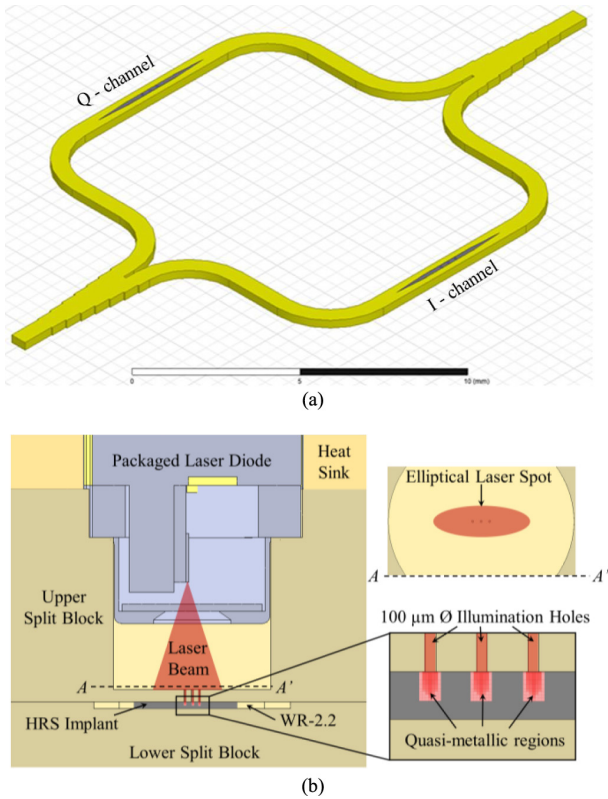 Q - channel
I - channel
0
5
10 (mm)
(a)
Packaged Laser Diode
Heat
Sink
Upper
Split Block
Laser
Beam
A
A’
HRS Implant
WR-2.2
Lower Split Block
Elliptical Laser Spot
A
A’
100 µm Ø Illumination Holes
Quasi-metallic regions
(b)